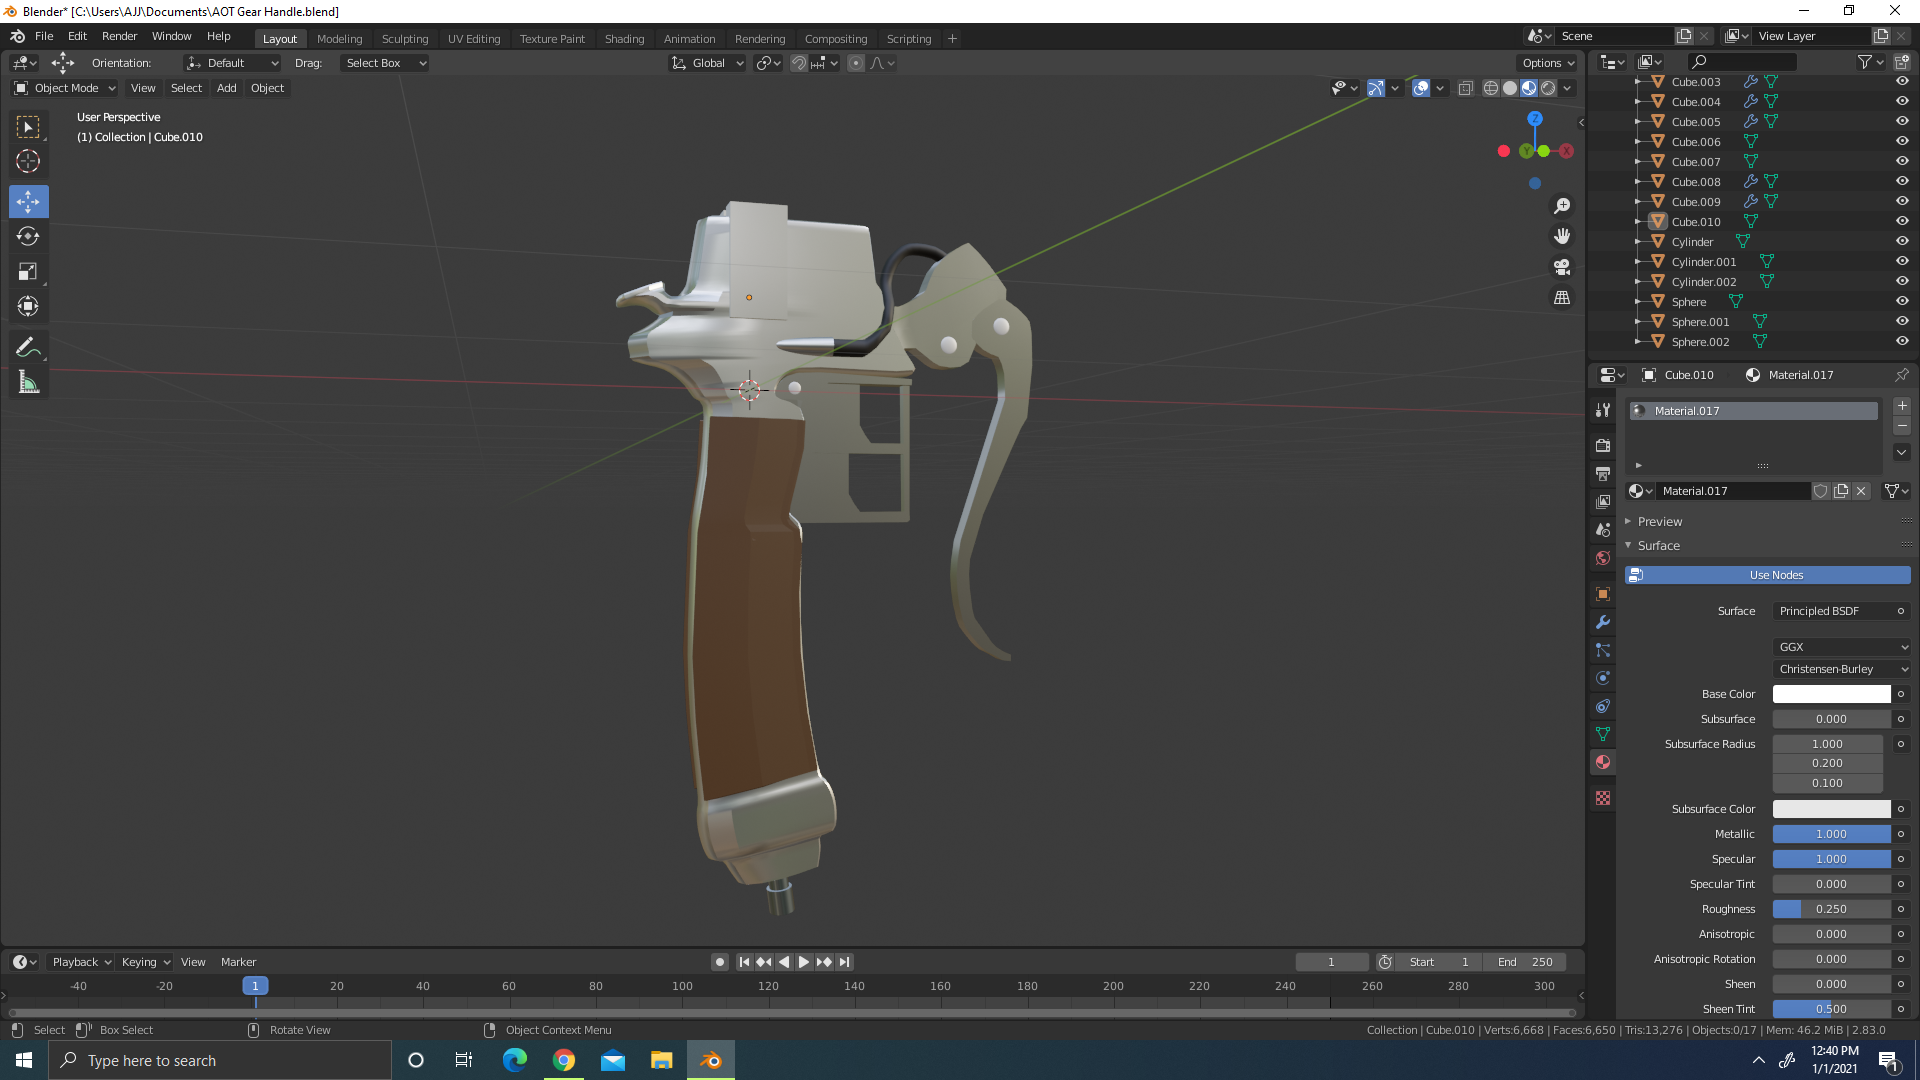 Blender* [C:\Users\AJJ\Documents\AOT Gear Handle.blend]
File Edit Render Window Help Layout Modeling Sculpting UV Editing Texture Paint Shading Animation Rendering Compositing Scripting + Scene View Layer
Orientation: Default Drag: Select Box Global Options
Object Mode View Select Add Object
User Perspective
(1) Collection | Cube.010
Z
Y
X
Cube.003
Cube.004
Cube.005
Cube.006
Cube.007
Cube.008
Cube.009
Cube.010
Cylinder
Cylinder.001
Cylinder.002
Sphere
Sphere.001
Sphere.002
Cube.010 Material.017
Material.017
Material.017
Preview
Surface
Use Nodes
Surface Principled BSDF
GGX
Christensen-Burley
Base Color
Subsurface 0.000
Subsurface Radius 1.000
0.200
0.100
Subsurface Color
Metallic 1.000
Specular 1.000
Specular Tint 0.000
Roughness 0.250
Anisotropic 0.000
Anisotropic Rotation 0.000
Sheen 0.000
Sheen Tint 0.500
Playback Keying View Marker 1 Start 1 End 250
-40 -20 1 20 40 60 80 100 120 140 160 180 200 220 240 260 280 300
Select Box Select Rotate View Object Context Menu Collection | Cube.010 | Verts:6,668 | Faces:6,650 | Tris:13,276 | Objects:0/17 | Mem: 46.2 MiB | 2.83.0
Type here to search
12:40 PM
1/1/2021
1